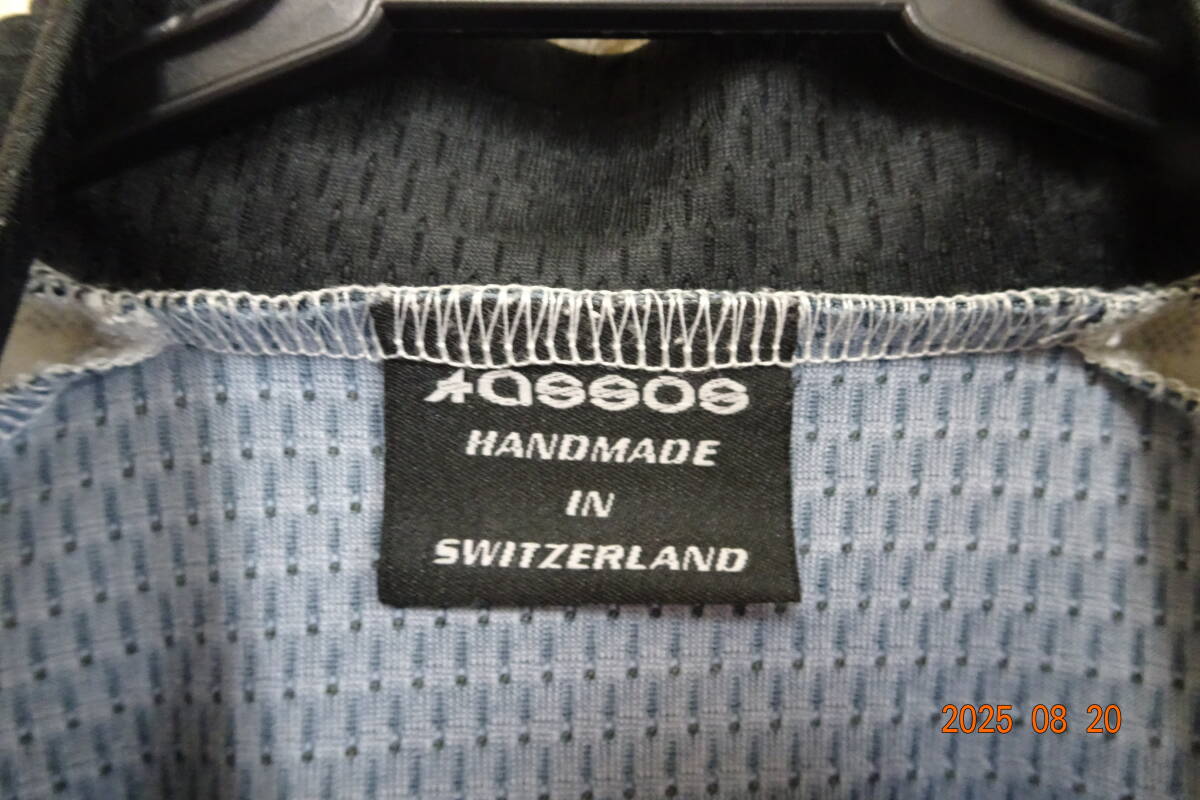 assos
HANDMADE
IN
SWITZERLAND
2025 08 20